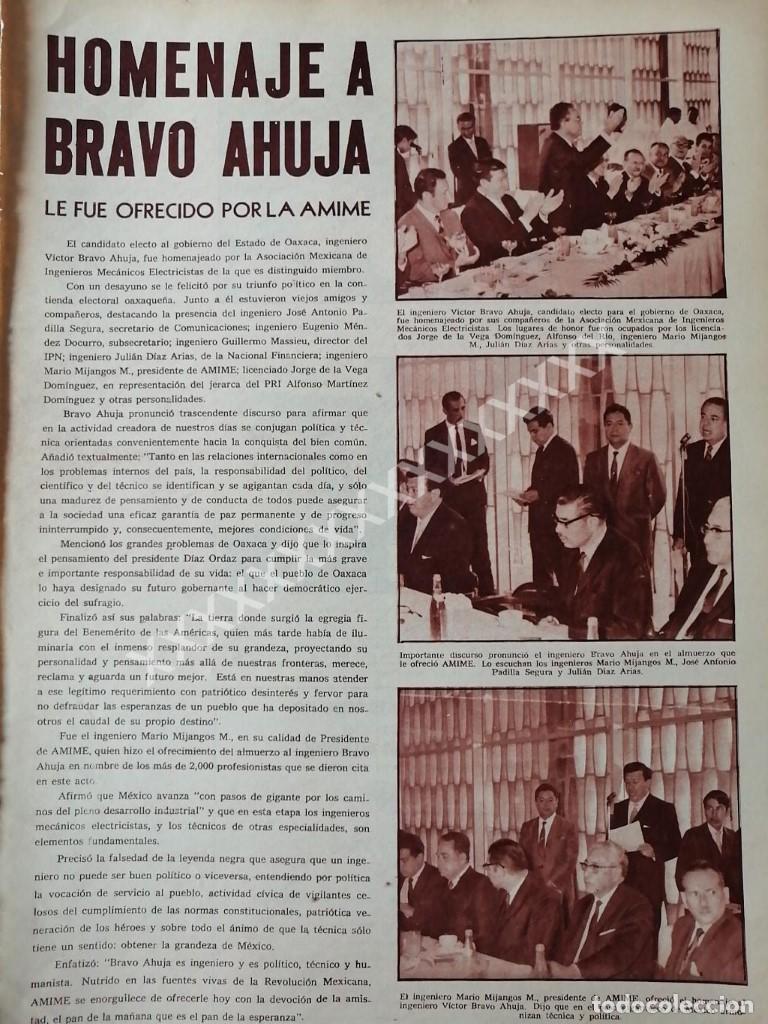 HOMENAJE A
BRAVO AHUJA
LE FUE OFRECIDO POR LA AMIME
El candidato electo al gobierno del Estado de Oaxaca, ingeniero
Víctor Bravo Ahuja, fue homenajeado por la Asociación Mexicana de
Ingenieros Mecánicos Electricistas de la que es distinguido miembro.
Con un desayuno se le felicitó por su triunfo político en la con-
tienda electoral oaxaqueña. Junto a él estuvieron viejos amigos y
compañeros, destacando la presencia del ingeniero José Antonio Pa-
dilla Segura, secretario de Comunicaciones; ingeniero Eugenio Mén-
dez Docurro, subsecretario; ingeniero Guillermo Massieu, director del
IPN; ingeniero Julián Díaz Arias, de la Nacional Financiera; ingeniero
Mario Mijangos M., presidente de AMIME; licenciado Jorge de la Vega
Domínguez, en representación del jerarca del PRI Alfonso Martínez
Domínguez y otras personalidades.
Bravo Ahuja pronunció trascendente discurso para afirmar que
en la actividad creadora de nuestros días se conjugan política y téc-
nica orientadas convenientemente hacia la conquista del bien común.
Añadió textualmente: "Tanto en las relaciones internacionales como en
los problemas internos del país, la responsabilidad del político, del
científico y del técnico se identifican y se agigantan cada día, y sólo
una madurez de pensamiento y de conducta de todos puede asegurar
a la sociedad una eficaz garantía de paz permanente y de progreso
ininterrumpido y, consecuentemente, mejores condiciones de vida".
Mencionó los grandes problemas de Oaxaca y dijo que lo inspira
el pensamiento del presidente Díaz Ordaz para cumplir la más grave
e importante responsabilidad de su vida: el que el pueblo de Oaxaca
lo haya designado su futuro gobernante al hacer democrático ejer-
cicio del sufragio.
Finalizó así sus palabras: "La tierra donde surgió la egregia fi-
gura del Benemérito de las Américas, quien más tarde había de ilu-
minarla con el inmenso resplandor de su grandeza, proyectando su
personalidad y pensamiento más allá de nuestras fronteras, merece,
reclama y aguarda un futuro mejor. Está en nuestras manos atender
a ese legítimo requerimiento con patriótico desinterés y fervor para
no defraudar las esperanzas de un pueblo que ha depositado en nos-
otros el caudal de su propio destino".
Fue el ingeniero Mario Mijangos M., en su calidad de Presidente
de AMIME, quien hizo el ofrecimiento del almuerzo al ingeniero Bravo
Ahuja en nombre de los más de 2,000 profesionistas que se dieron cita
en este acto.
Afirmó que México avanza "con pasos de gigante por los cami-
nos del pleno desarrollo industrial" y que en esta etapa los ingenieros
mecánicos electricistas, y los técnicos de otras especialidades, son
elementos fundamentales.
Precisó la falsedad de la leyenda negra que asegura que un inge-
niero no puede ser buen político o viceversa, entendiendo por política
la vocación de servicio al pueblo, actividad cívica de vigilantes ce-
losos del cumplimiento de las normas constitucionales, patriótica ve-
neración de los héroes y sobre todo el ánimo de que la técnica sólo
tiene un sentido: obtener la grandeza de México.
Enfatizó: "Bravo Ahuja es ingeniero y es político, técnico y hu-
manista. Nutrido en las fuentes vivas de la Revolución Mexicana,
AMIME se enorgullece de ofrecerle hoy con la devoción de la amis-
tad, el pan de la mañana que es el pan de la esperanza".
El ingeniero Víctor Bravo Ahuja, candidato electo para el gobierno de Oaxaca,
fue homenajeado por sus compañeros de la Asociación Mexicana de Ingenieros
Mecánicos Electricistas. Los lugares de honor fueron ocupados por los licencia-
dos Jorge de la Vega Domínguez, Alfonso del Río, ingeniero Mario Mijangos
M., Julián Díaz Arias y otras personalidades.
Importante discurso pronunció el ingeniero Bravo Ahuja en el almuerzo que
le ofreció AMIME. Lo escuchan los ingenieros Mario Mijangos M., José Antonio
Padilla Segura y Julián Díaz Arias.
El ingeniero Mario Mijangos M., presidente de AMIME, ofreció el
ingeniero Víctor Bravo Ahuja. Dijo que en el
nizan técnica y política.
todocoleccion